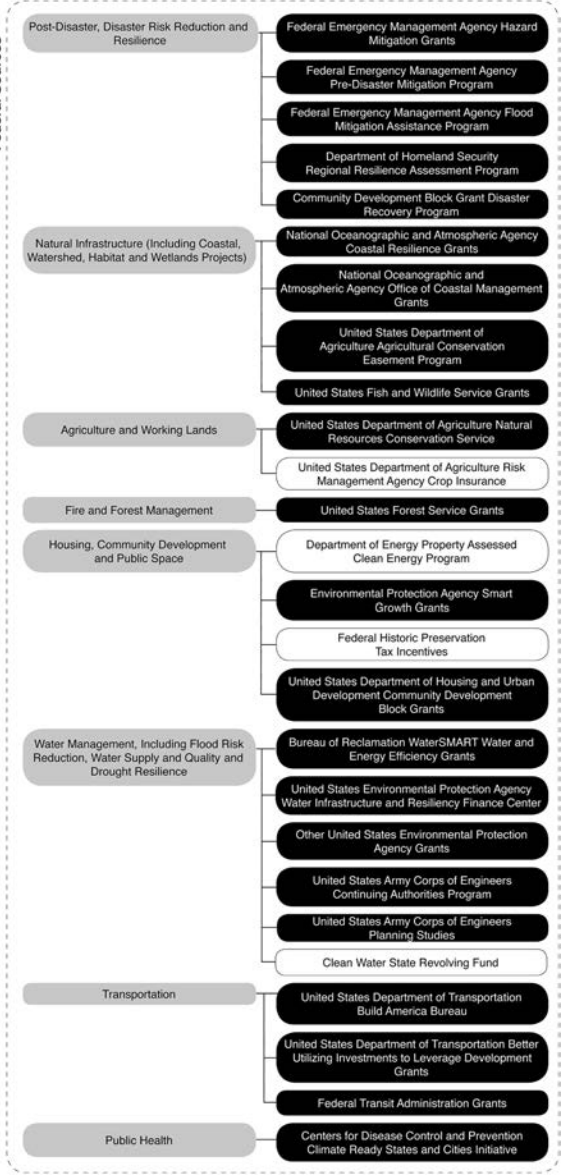 Post-Disaster, Disaster Risk Reduction and
Resilience
Federal Emergency Management Agency Hazard
Mitigation Grants
Federal Emergency Management Agency
Pre-Disaster Mitigation Program
Federal Emergency Management Agency Flood
Mitigation Assistance Program
Department of Homeland Security
Regional Resilience Assessment Program
Community Development Block Grant Disaster
Recovery Program
Natural Infrastructure (Including Coastal,
Watershed, Habitat and Wetlands Projects)
National Oceanographic and Atmospheric Agency
Coastal Resilience Grants
National Oceanographic and
Atmospheric Agency Office of Coastal Management
Grants
United States Department of
Agriculture Agricultural Conservation
Easement Program
United States Fish and Wildlife Service Grants
Agriculture and Working Lands
United States Department of Agriculture Natural
Resources Conservation Service
United States Department of Agriculture Risk
Management Agency Crop Insurance
Fire and Forest Management
United States Forest Service Grants
Housing, Community Development
and Public Space
Department of Energy Property Assessed
Clean Energy Program
Environmental Protection Agency Smart
Growth Grants
Federal Historic Preservation
Tax Incentives
United States Department of Housing and Urban
Development Community Development
Block Grants
Water Management, Including Flood Risk
Reduction, Water Supply and Quality and
Drought Resilience
Bureau of Reclamation WaterSMART Water and
Energy Efficiency Grants
United States Environmental Protection Agency
Water Infrastructure and Resiliency Finance Center
Other United States Environmental Protection
Agency Grants
United States Army Corps of Engineers
Continuing Authorities Program
United States Army Corps of Engineers
Planning Studies
Clean Water State Revolving Fund
Transportation
United States Department of Transportation
Build America Bureau
United States Department of Transportation Better
Utilizing Investments to Leverage Development
Grants
Federal Transit Administration Grants
Public Health
Centers for Disease Control and Prevention
Climate Ready States and Cities Initiative